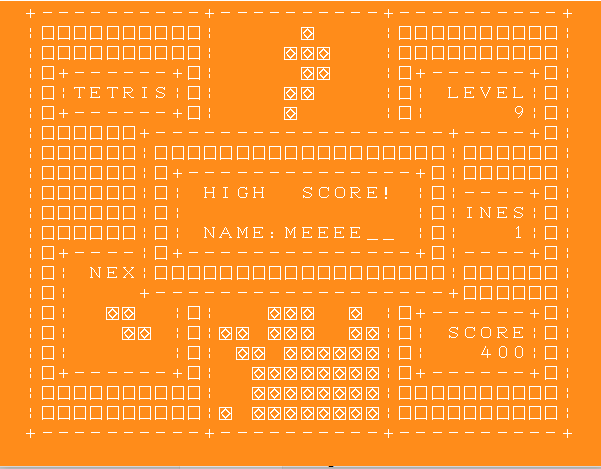 TETRIS
LEVEL
9
HIGH SCORE!
INES
1
NAME:MEEEE__
NEX
SCORE
400